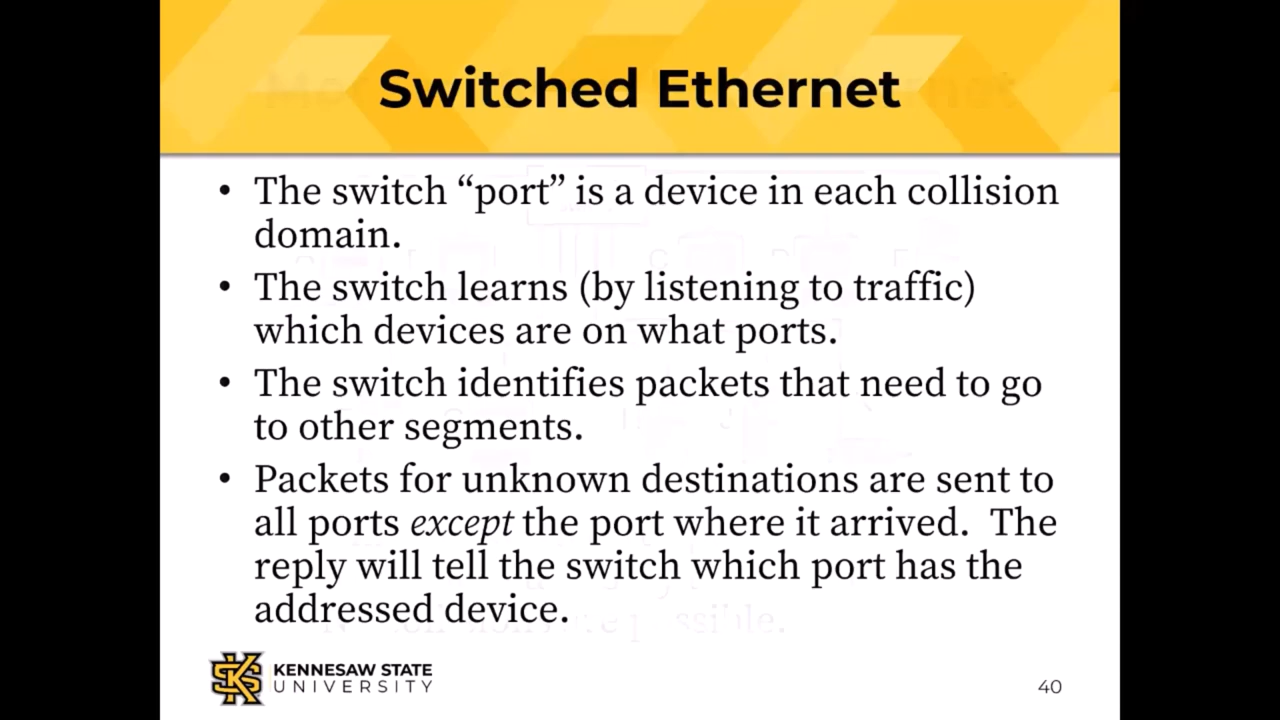 Switched Ethernet
• The switch “port” is a device in each collision
domain.
• The switch learns (by listening to traffic)
which devices are on what ports.
• The switch identifies packets that need to go
to other segments.
• Packets for unknown destinations are sent to
all ports except the port where it arrived.  The
reply will tell the switch which port has the
addressed device.
KENNESAW STATE
UNIVERSITY
40